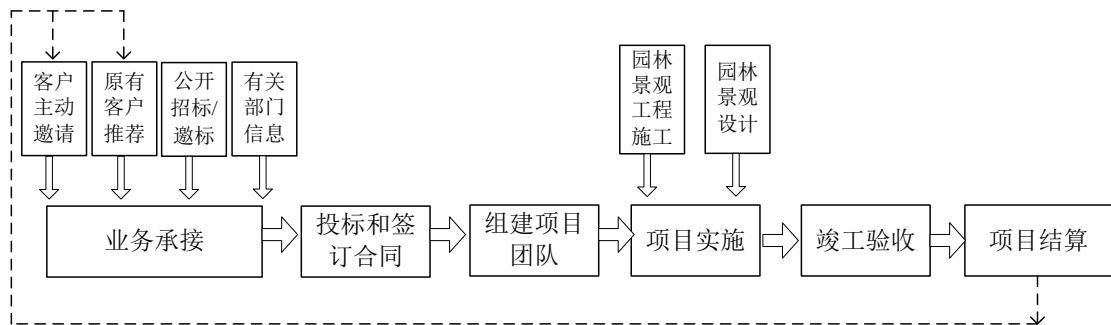 客户
主动
邀请
原有
客户
推荐
公开
招标/
邀标
有关
部门
信息
园林
景观
工程
施工
园林
景观
设计
业务承接
投标和签
订合同
组建项目
团队
项目实施
竣工验收
项目结算